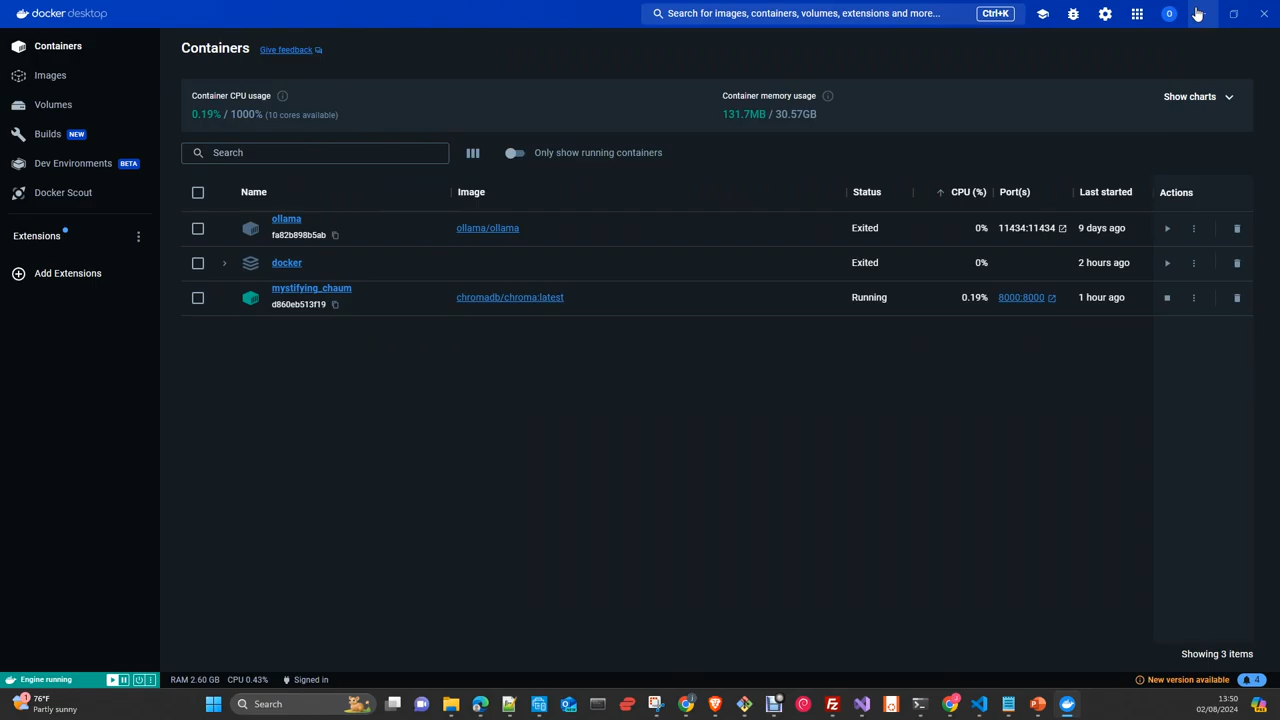 docker desktop
Search for images, containers, volumes, extensions and more...
Ctrl+K
O
Containers
Images
Volumes
Builds NEW
Dev Environments BETA
Docker Scout
Extensions
Add Extensions
Containers Give feedback
Container CPU usage
0.19% / 1000% (10 cores available)
Container memory usage
131.7MB / 30.57GB
Show charts
Search
Only show running containers
Name Image Status CPU (%) Port(s) Last started Actions
ollama
fa82b898b5ab
ollama/ollama Exited 0% 11434:11434 9 days ago
docker Exited 0% 2 hours ago
mystifying_chaum
d860eb513f19
chromadb/chroma:latest Running 0.19% 8000:8000 1 hour ago
Showing 3 items
Engine running
RAM 2.60 GB CPU 0.43% Signed in
New version available
4
1
76°F
Partly sunny
Search
13:50
02/08/2024